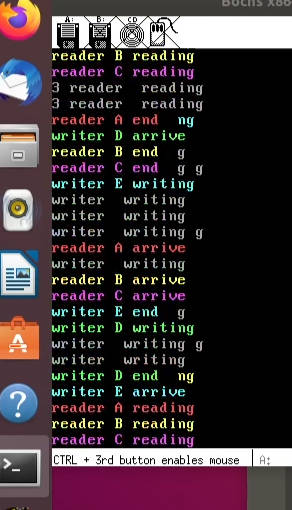 Bochs x86
A: B: CD
reader B reading
reader C reading
3 reader  reading
3 reader  reading
reader A end  ng
writer D arrive
reader B end  g
reader C end  g g
writer E writing
writer  writing
writer  writing
writer  writing g
reader A arrive
writer  writing
reader B arrive
reader C arrive
writer E end  g
writer D writing
writer  writing g
writer  writing
writer D end  ng
writer E arrive
reader A reading
reader B reading
reader C reading
CTRL + 3rd button enables mouse A: